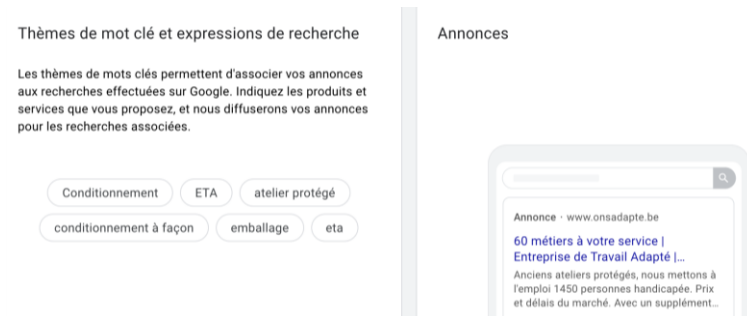 Thèmes de mot clé et expressions de recherche
Les thèmes de mots clés permettent d'associer vos annonces
aux recherches effectuées sur Google. Indiquez les produits et
services que vous proposez, et nous diffuserons vos annonces
pour les recherches associées.
Conditionnement ETA atelier protégé
conditionnement à façon emballage eta
Annonces
Annonce · www.onsadapte.be
60 métiers à votre service |
Entreprise de Travail Adapté |...
Anciens ateliers protégés, nous mettons à
l'emploi 1450 personnes handicapée. Prix
et délais du marché. Avec un supplément...